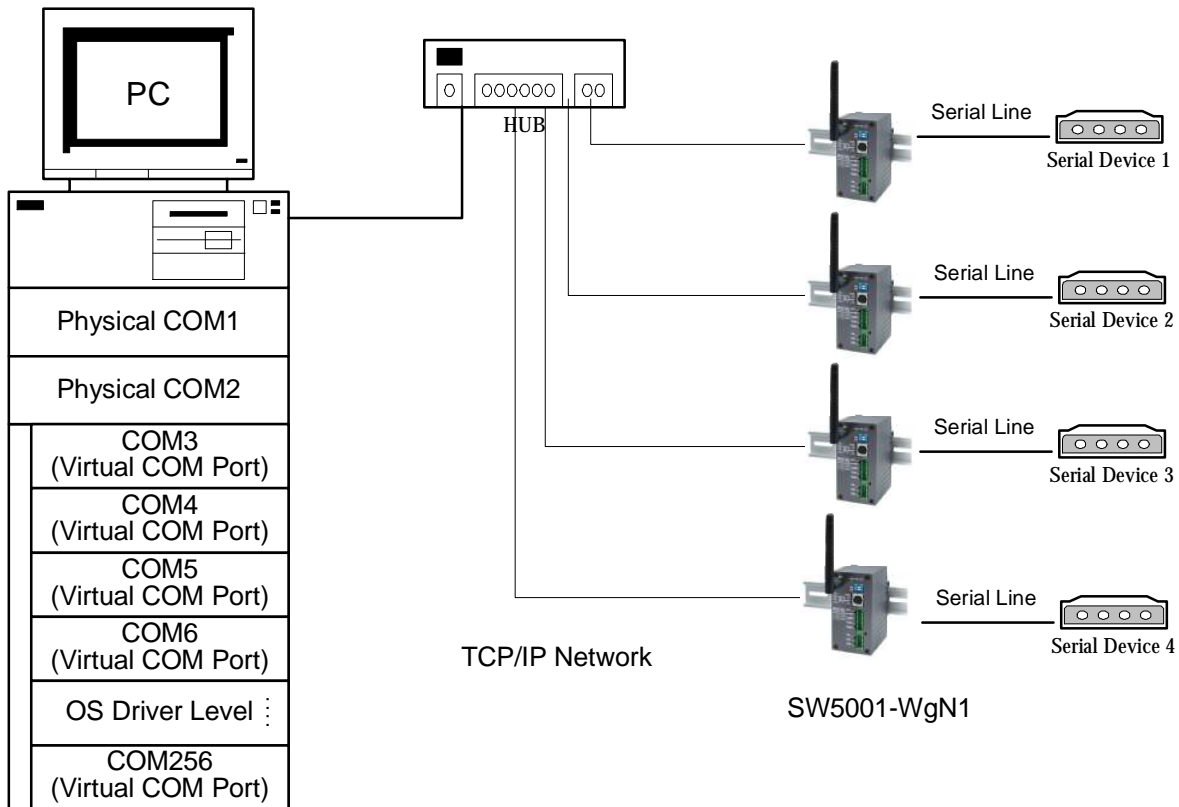 PC
HUB
Physical COM1
Physical COM2
COM3
(Virtual COM Port)
COM4
(Virtual COM Port)
COM5
(Virtual COM Port)
COM6
(Virtual COM Port)
OS Driver Level
COM256
(Virtual COM Port)
TCP/IP Network
Serial Line
Serial Device 1
Serial Line
Serial Device 2
Serial Line
Serial Device 3
Serial Line
Serial Device 4
SW5001-WgN1